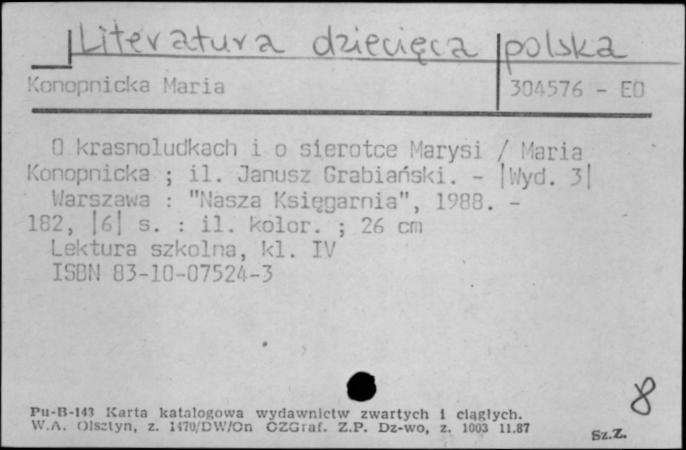 Literatura dziecięca polska
Konopnicka Maria
304576 - EO
O krasnoludkach i o sierotce Marysi / Maria
Konopnicka ; il. Janusz Grabiański. - |Wyd. 3|
Warszawa : "Nasza Księgarnia", 1988. -
182, |6| s. : il. kolor. ; 26 cm
Lektura szkolna, kl. IV
ISBN 83-10-07524-3
8
Pu-B-143 Karta katalogowa wydawnictw zwartych i ciągłych.
W.A. Olsztyn, z. 1470/DW/On OZGraf. Z.P. Dz-wo, z. 1003 11.87
Sz.Z.